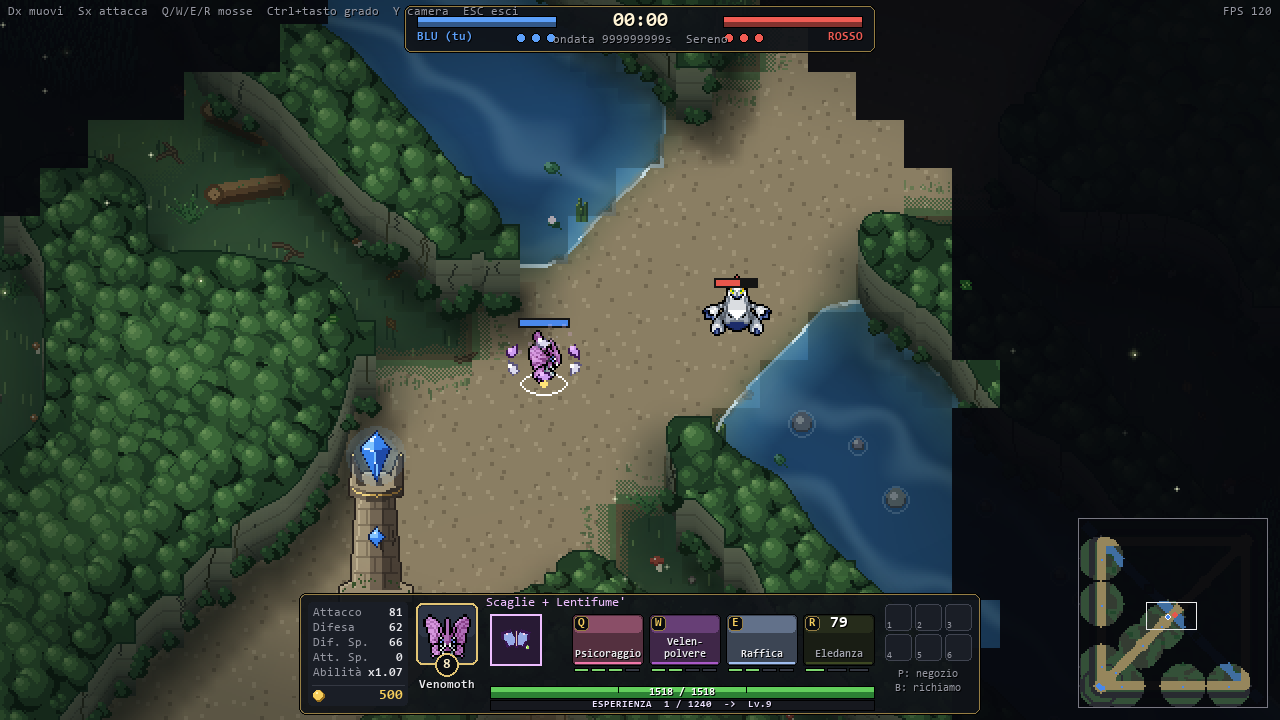 Dx muovi  Sx attacca  Q/W/E/R mosse  Ctrl+tasto grado  Y camera  ESC esci
FPS 120
00:00
BLU (tu)
ondata 999999999s  Sereno
ROSSO
Scaglie + Lentifume'
Attacco 81
Difesa 62
Dif. Sp. 66
Att. Sp. 0
Abilità x1.07
500
8
Venomoth
Q
Psicoraggio
W
Velen-
polvere
E
Raffica
R 79
Eledanza
1 2 3
4 5 6
P: negozio
B: richiamo
1518 / 1518
ESPERIENZA  1 / 1240  ->  Lv.9